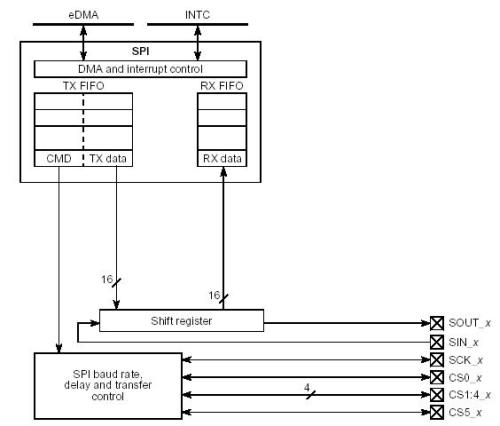 eDMA INTC
SPI
DMA and interrupt control
TX FIFO RX FIFO
CMD TX data RX data
16 16
Shift register
SOUT_x
SIN_x
SCK_x
SPI baud rate,
delay and transfer
control
CS0_x
4
CS1:4_x
CS5_x